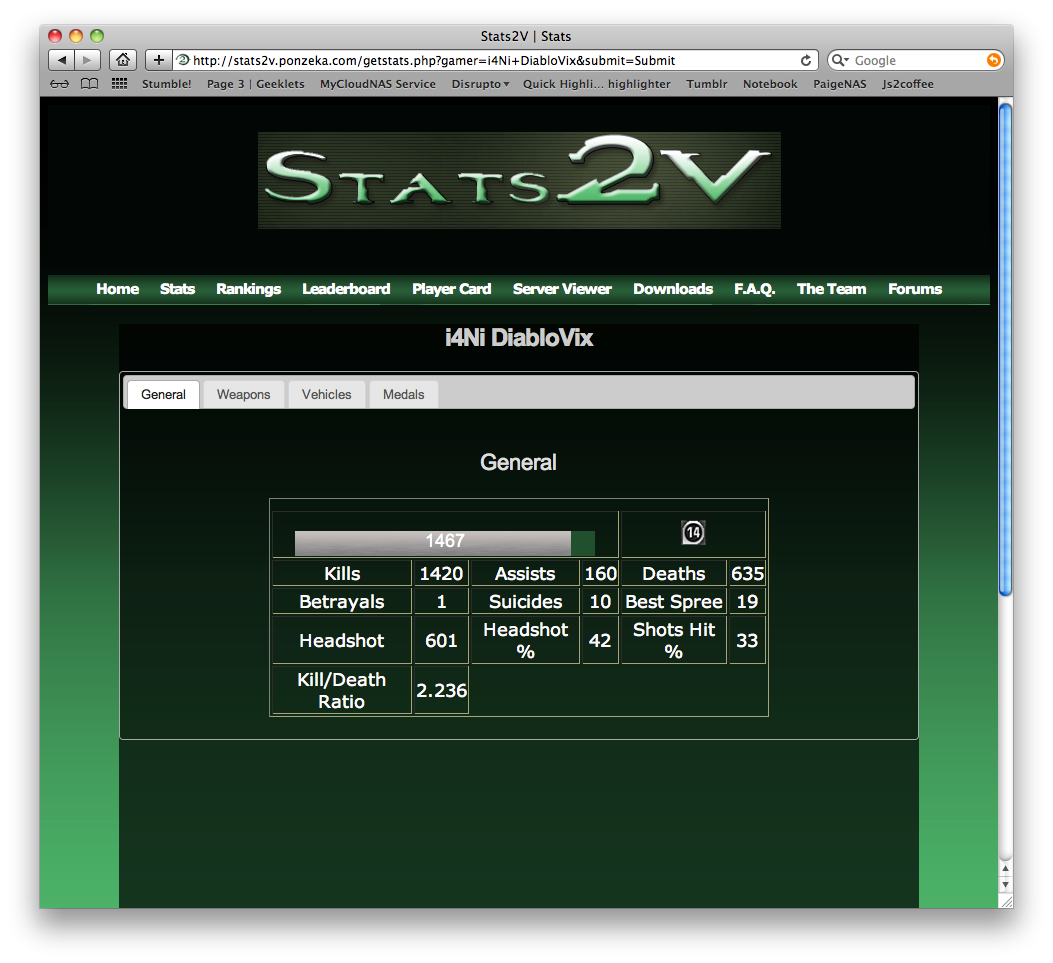 Stats2V | Stats
http://stats2v.ponzeka.com/getstats.php?gamer=i4Ni+DiabloVix&submit=Submit
Google
Stumble! Page 3 | Geeklets MyCloudNAS Service Disrupto Quick Highli... highlighter Tumblr Notebook PaigeNAS Js2coffee
Stats2V
Home Stats Rankings Leaderboard Player Card Server Viewer Downloads F.A.Q. The Team Forums
i4Ni DiabloVix
General Weapons Vehicles Medals
General
1467 14
Kills 1420 Assists 160 Deaths 635
Betrayals 1 Suicides 10 Best Spree 19
Headshot 601 Headshot % 42 Shots Hit % 33
Kill/Death Ratio 2.236